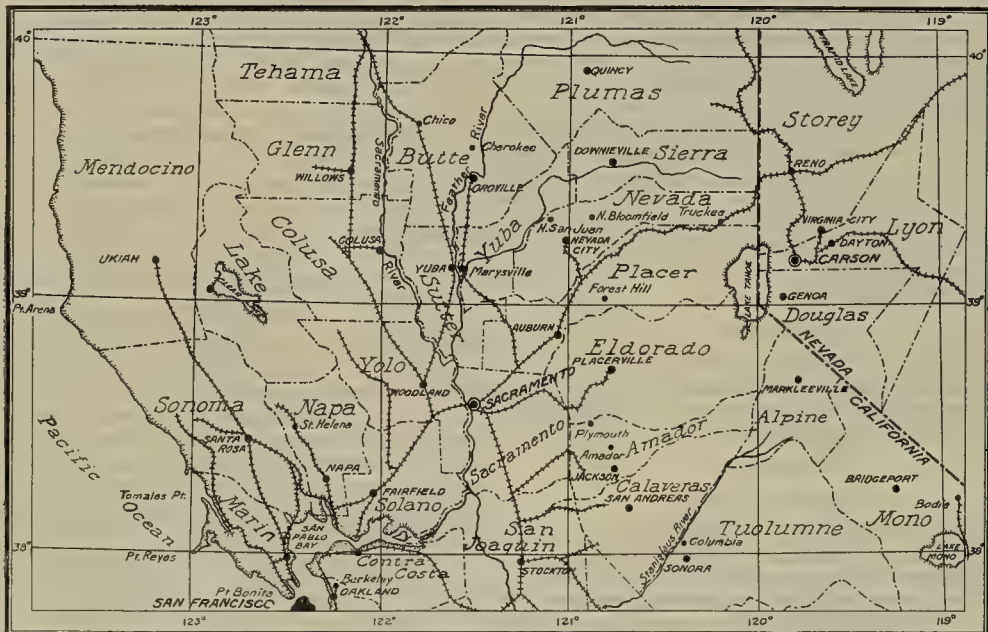 123°
122°
121°
120°
119°
40°
40°
Tehama
QUINCY
Plumas
PYRAMID LAKE
Chico
Feather River
Storey
Mendocino
Glenn
WILLOWS
Sacramento River
Butte
Cherokee
OROVILLE
DOWNIEVILLE
Sierra
RENO
Nevada
N. Bloomfield
Truckee
N. San Juan
NEVADA CITY
VIRGINIA CITY
Lyon
DAYTON
CARSON
Colusa
COLUSA
UKIAH
Lake
YUBA
Marysville
Yuba
Sutter
Placer
Forest Hill
LAKE TAHOE
GENOA
Douglas
39°
39°
Pt. Arena
AUBURN
Eldorado
PLACERVILLE
NEVADA
CALIFORNIA
MARKLEEVILLE
Yolo
WOODLAND
SACRAMENTO
Sonoma
Napa
St. Helena
SANTA ROSA
Sacramento
Plymouth
Amador
Amador
Alpine
JACKSON
Calaveras
SAN ANDREAS
BRIDGEPORT
Bodie
Pacific Ocean
Tomales Pt.
NAPA
FAIRFIELD
Solano
Marin
SAN PABLO BAY
San Joaquin
Stanislaus River
Tuolumne
Mono
Columbia
SONORA
LAKE MONO
38°
38°
Pt. Reyes
Contra Costa
STOCKTON
Pt Bonita
Berkeley
OAKLAND
SAN FRANCISCO
123°
122°
121°
120°
119°